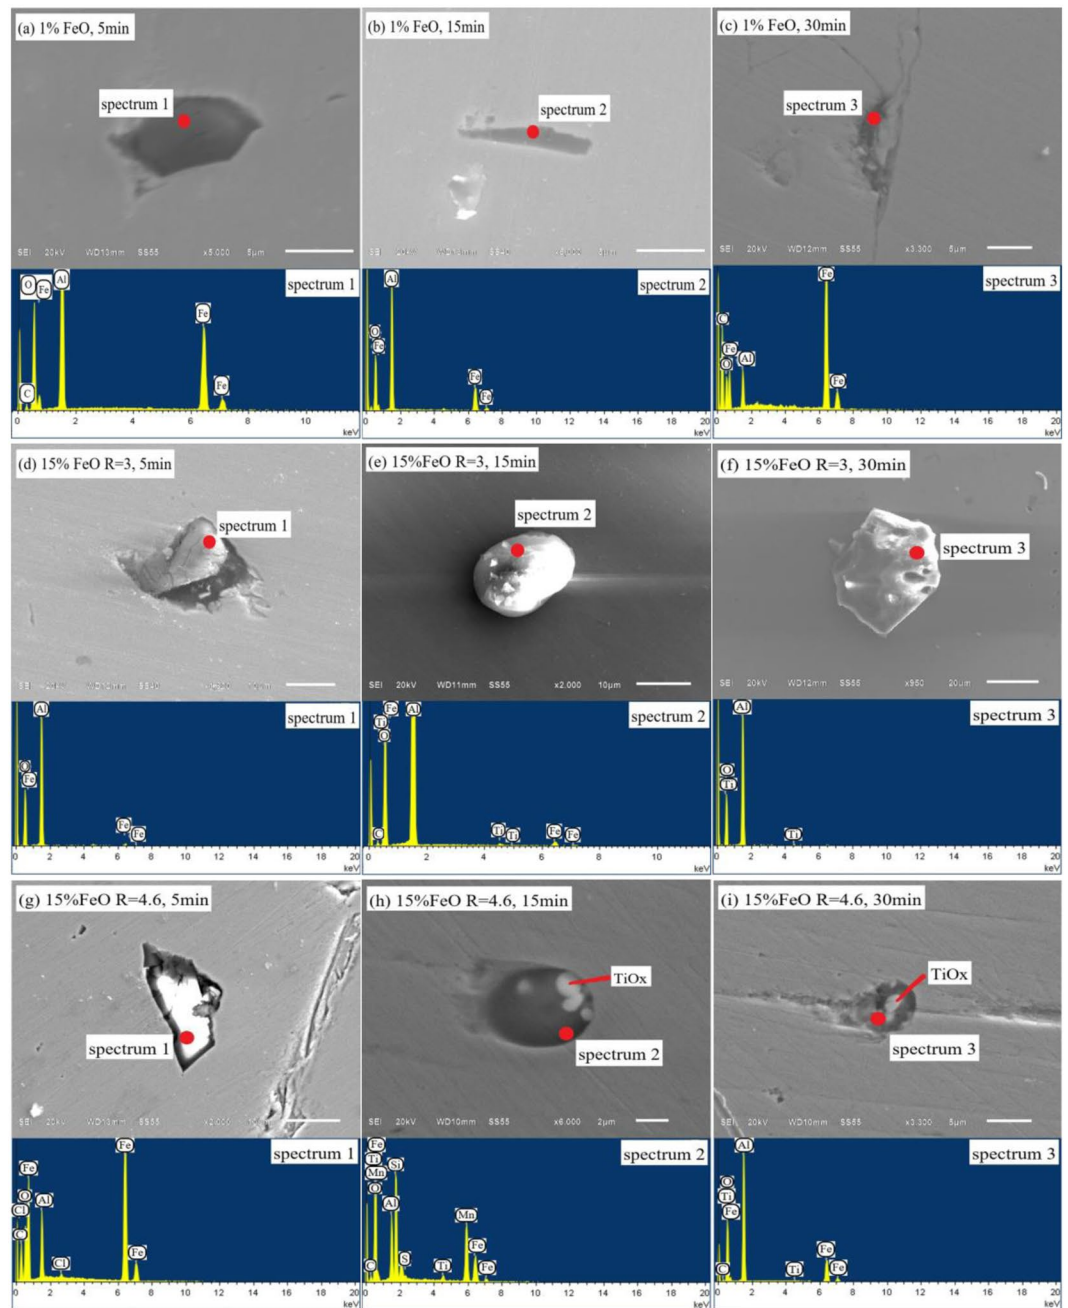 (a) 1% FeO, 5min
spectrum 1
SEI 20kV WD13mm SS55 x5,000 5µm
spectrum 1
O Fe Al Fe Fe C
0 2 4 6 8 10
keV
(b) 1% FeO, 15min
spectrum 2
SEI 20kV
spectrum 2
Al O Fe Fe Fe
0 2 4 6 8 10 12 14 16 18 20
keV
(c) 1% FeO, 30min
spectrum 3
SEI 20kV WD12mm SS55 x3,300 5µm
spectrum 3
C Fe O Al Fe Fe
0 2 4 6 8 10 12 14 16 18 20
keV
(d) 15% FeO R=3, 5min
spectrum 1
SEI 20kV
spectrum 1
Al O Fe Fe Fe
0 2 4 6 8 10 12 14 16 18 20
keV
(e) 15%FeO R=3, 15min
spectrum 2
SEI 20kV WD11mm SS55 x2,000 10µm
spectrum 2
Fe Ti O C Al Ti Ti Fe Fe
2 4 6 8 10
keV
(f) 15%FeO R=3, 30min
spectrum 3
SEI 20kV WD12mm SS55 x950 20µm
spectrum 3
Al O Ti Ti
0 2 4 6 8 10 12 14 16 18 20
keV
(g) 15%FeO R=4.6, 5min
spectrum 1
SEI 20kV WD10mm SS55 x2,000
spectrum 1
Fe O Cl C Al Cl Fe Fe
0 2 4 6 8 10 12 14 16 18 20
keV
(h) 15%FeO R=4.6, 15min
TiOx
spectrum 2
SEI 20kV WD10mm SS55 x6,000 2µm
spectrum 2
Fe Ti Mn O C Al Si S Ti Mn Fe Fe
0 2 4 6 8 10 12 14 16 18 20
keV
(i) 15%FeO R=4.6, 30min
TiOx
spectrum 3
SEI 20kV WD10mm SS55 x3,300 5µm
spectrum 3
Al O Ti Fe C Ti Fe Fe
0 2 4 6 8 10 12 14 16 18 20
keV